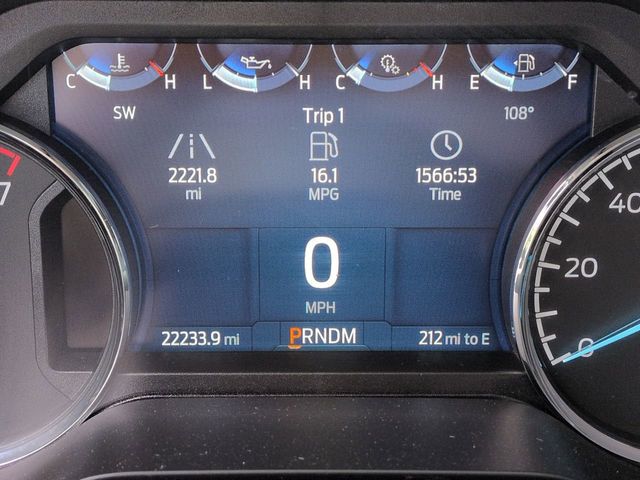 C H L H C H E F
SW Trip 1 108°
2221.8 16.1 1566:53
mi MPG Time
0
MPH
22233.9 mi PRNDM 212 mi to E
7
40
20
0